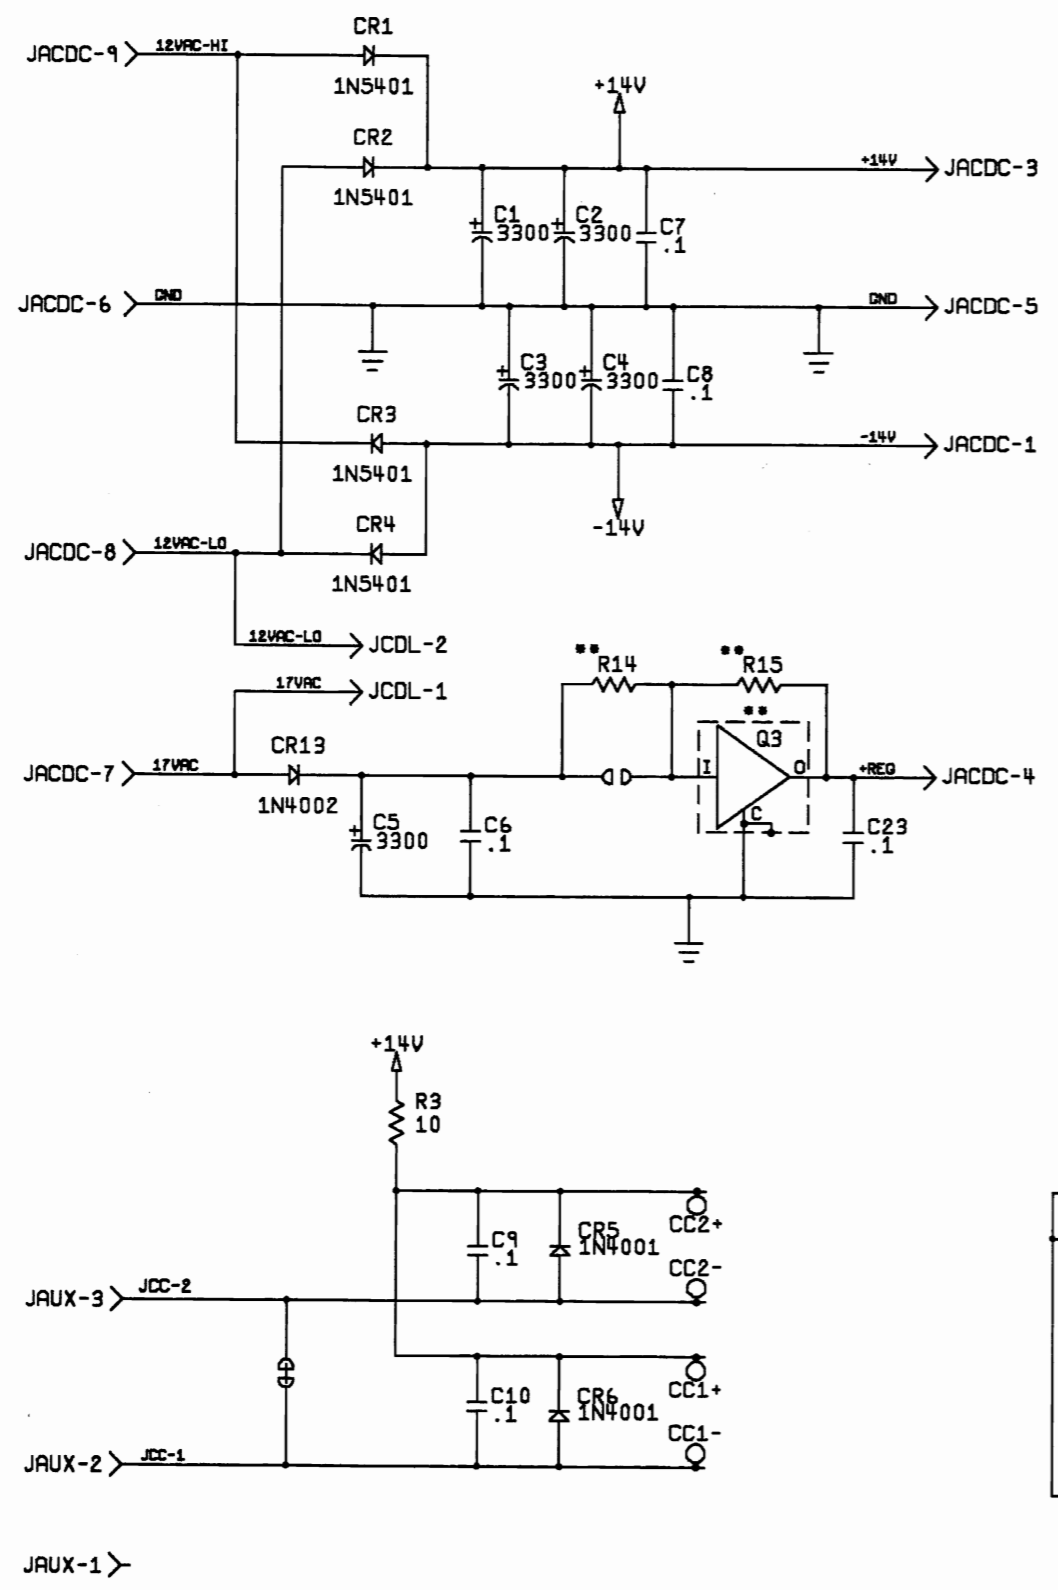 CR1
JACDC-9 12VAC-HI
1N5401
+14V
CR2
+14V JACDC-3
1N5401
C1 C2 C7
+ 3300 + 3300 .1
JACDC-6 GND GND JACDC-5
C3 C4 C8
+ 3300 + 3300 .1
CR3
-14V JACDC-1
1N5401
CR4
-14V
JACDC-8 12VAC-LO
1N5401
12VAC-LO JCDL-2
** **
R14 R15
17VAC JCDL-1
**
Q3
CR13
JACDC-7 17VAC I O +REG JACDC-4
1N4002
C5 C6 C C23
+ 3300 .1 .1
+14V
R3
10
CC2+
C9 CR5
.1 1N4001
CC2-
JAUX-3 JCC-2
CC1+
C10 CR6
.1 1N4001
CC1-
JAUX-2 JCC-1
JAUX-1